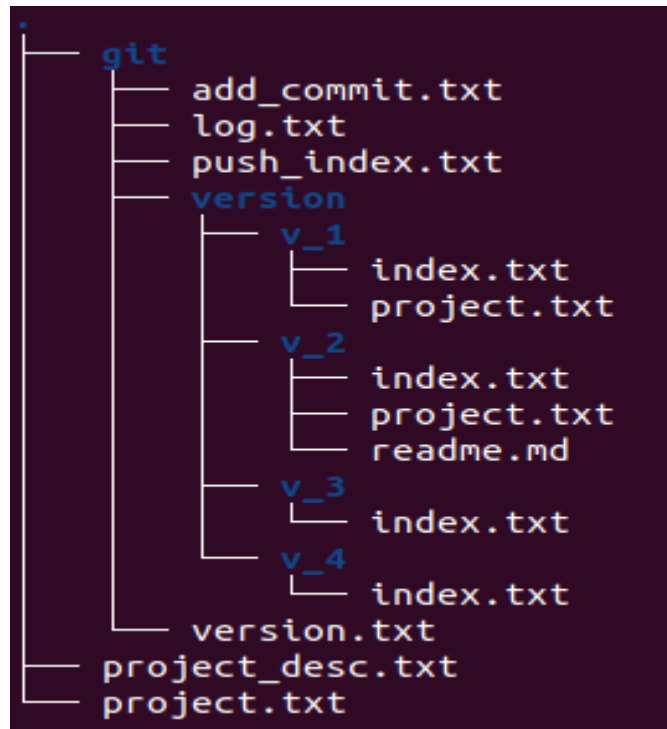 .
git
add_commit.txt
log.txt
push_index.txt
version
v_1
index.txt
project.txt
v_2
index.txt
project.txt
readme.md
v_3
index.txt
v_4
index.txt
version.txt
project_desc.txt
project.txt